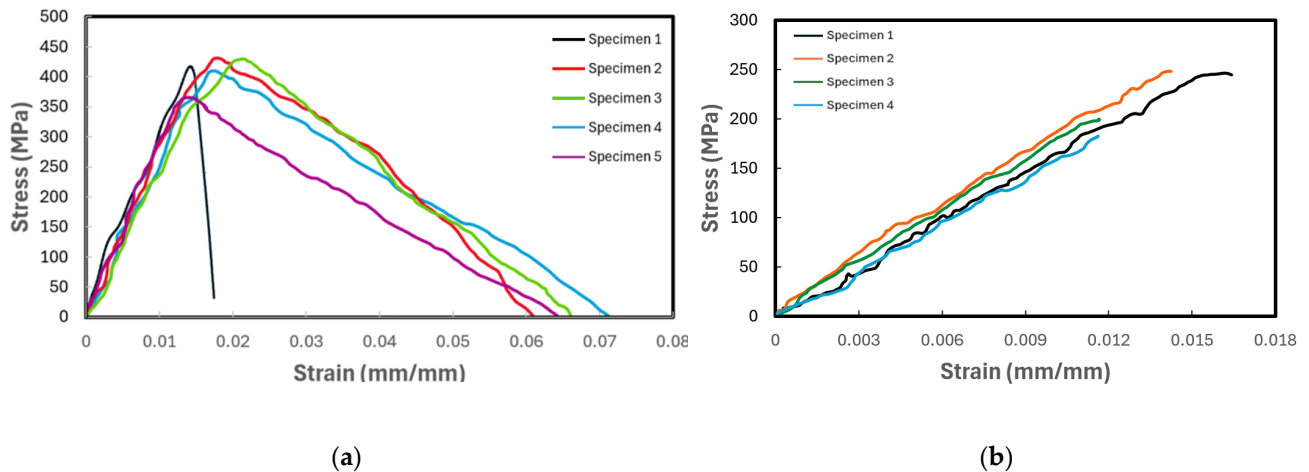 500
450
400
350
300
250
200
150
100
50
0
Stress (MPa)
Specimen 1
Specimen 2
Specimen 3
Specimen 4
Specimen 5
0 0.01 0.02 0.03 0.04 0.05 0.06 0.07 0.08
Strain (mm/mm)
(a)
300
250
200
150
100
50
0
Stress (MPa)
Specimen 1
Specimen 2
Specimen 3
Specimen 4
0 0.003 0.006 0.009 0.012 0.015 0.018
Strain (mm/mm)
(b)